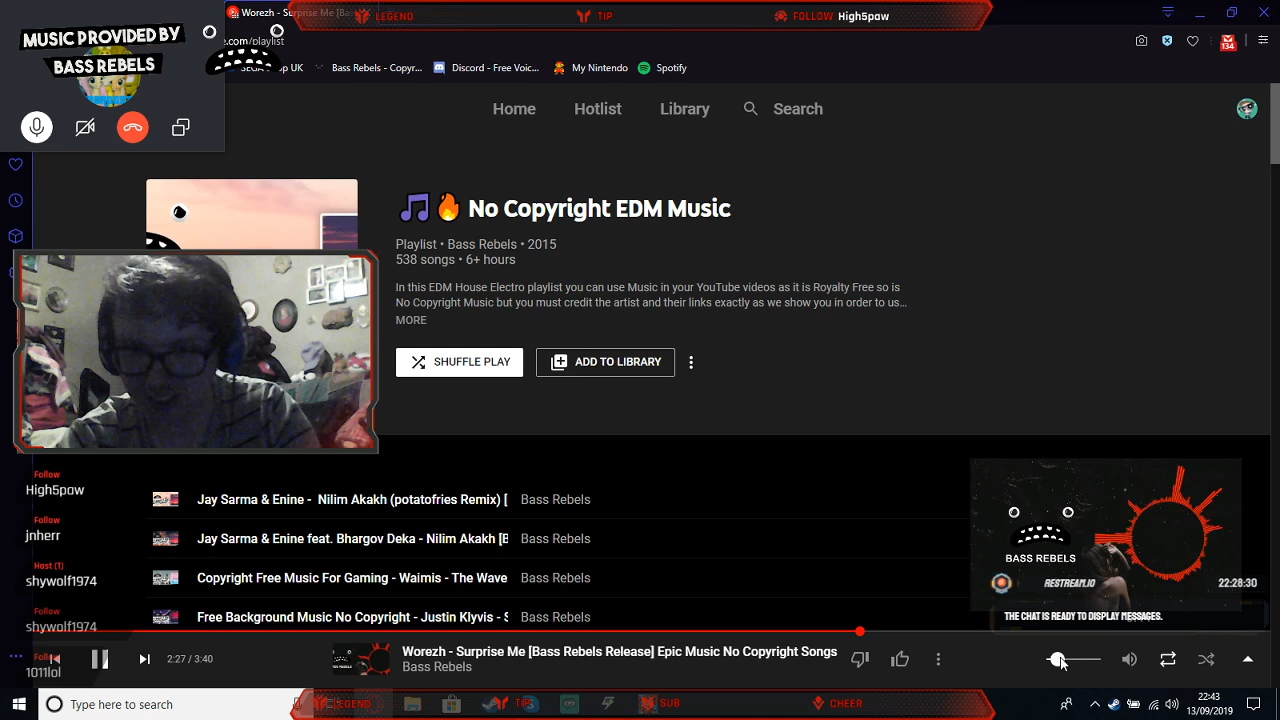 LEGEND
TIP
FOLLOW High5paw
MUSIC PROVIDED BY
BASS REBELS
Worezh - Surprise Me [Ba
e.com/playlist
134
UK
Bass Rebels - Copyr...
Discord - Free Voic...
My Nintendo
Spotify
Home
Hotlist
Library
Search
No Copyright EDM Music
Playlist • Bass Rebels • 2015
538 songs • 6+ hours
In this EDM House Electro playlist you can use Music in your YouTube videos as it is Royalty Free so is
No Copyright Music but you must credit the artist and their links exactly as we show you in order to us...
MORE
SHUFFLE PLAY
ADD TO LIBRARY
Follow
High5paw
Follow
jnherr
Host (1)
shywolf1974
Follow
shywolf1974
1011lol
Jay Sarma & Enine - Nilim Akakh (potatofries Remix) [
Bass Rebels
Jay Sarma & Enine feat. Bhargov Deka - Nilim Akakh [B
Bass Rebels
Copyright Free Music For Gaming - Waimis - The Wave
Bass Rebels
Free Background Music No Copyright - Justin Klyvis - S
Bass Rebels
BASS REBELS
RESTREAM.IO
22:28:30
THE CHAT IS READY TO DISPLAY MESSAGES.
2:27 / 3:40
Worezh - Surprise Me [Bass Rebels Release] Epic Music No Copyright Songs
Bass Rebels
Type here to search
LEGEND
TIP
SUB
CHEER
22:43
13/09/2019